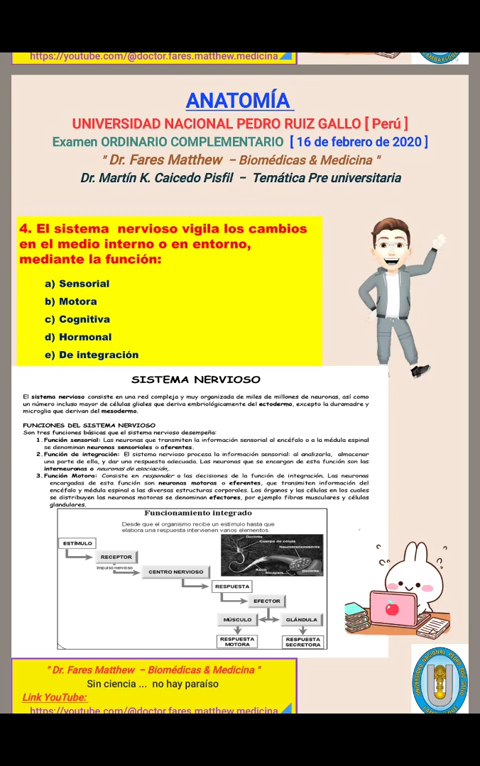 https://youtube.com/@doctor.fares.matthew.medicina
ANATOMÍA
UNIVERSIDAD NACIONAL PEDRO RUIZ GALLO [ Perú ]
Examen ORDINARIO COMPLEMENTARIO [ 16 de febrero de 2020 ]
" Dr. Fares Matthew – Biomédicas & Medicina "
Dr. Martín K. Caicedo Pisfil – Temática Pre universitaria
4. El sistema nervioso vigila los cambios
en el medio interno o en entorno,
mediante la función:
a) Sensorial
b) Motora
c) Cognitiva
d) Hormonal
e) De integración
SISTEMA NERVIOSO
El sistema nervioso consiste en una red compleja y muy organizada de miles de millones de neuronas, así como
un número incluso mayor de células gliales que deriva embriológicamente del ectodermo, excepto la duramadre y
microglia que derivan del mesodermo.
FUNCIONES DEL SISTEMA NERVIOSO
Son tres funciones básicas que el sistema nervioso desempeña:
1. Función sensorial: Las neuronas que transmiten la información sensorial al encéfalo o a la médula espinal
se denominan neuronas sensoriales o aferentes.
2. Función de integración: El sistema nervioso procesa la información sensorial: al analizarla, almacenar
una parte de ella, y dar una respuesta adecuada. Las neuronas que se encargan de esta función son las
interneuronas o neuronas de asociación.
3. Función Motora: Consiste en responder a las decisiones de la función de integración. Las neuronas
encargadas de esta función son neuronas motoras o eferentes, que transmiten información del
encéfalo y médula espinal a las diversas estructuras corporales. Los órganos y las células en los cuales
se distribuyen las neuronas motoras se denominan efectores, por ejemplo fibras musculares y células
glandulares.
Funcionamiento integrado
Desde que el organismo recibe un estímulo hasta que
elabora una respuesta intervienen varios elementos.
ESTÍMULO
RECEPTOR
impulso nervioso
CENTRO NERVIOSO
RESPUESTA
EFECTOR
MÚSCULO
GLÁNDULA
RESPUESTA
MOTORA
RESPUESTA
SECRETORA
" Dr. Fares Matthew – Biomédicas & Medicina "
Sin ciencia ... no hay paraíso
Link YouTube:
https://youtube.com/@doctor.fares.matthew.medicina